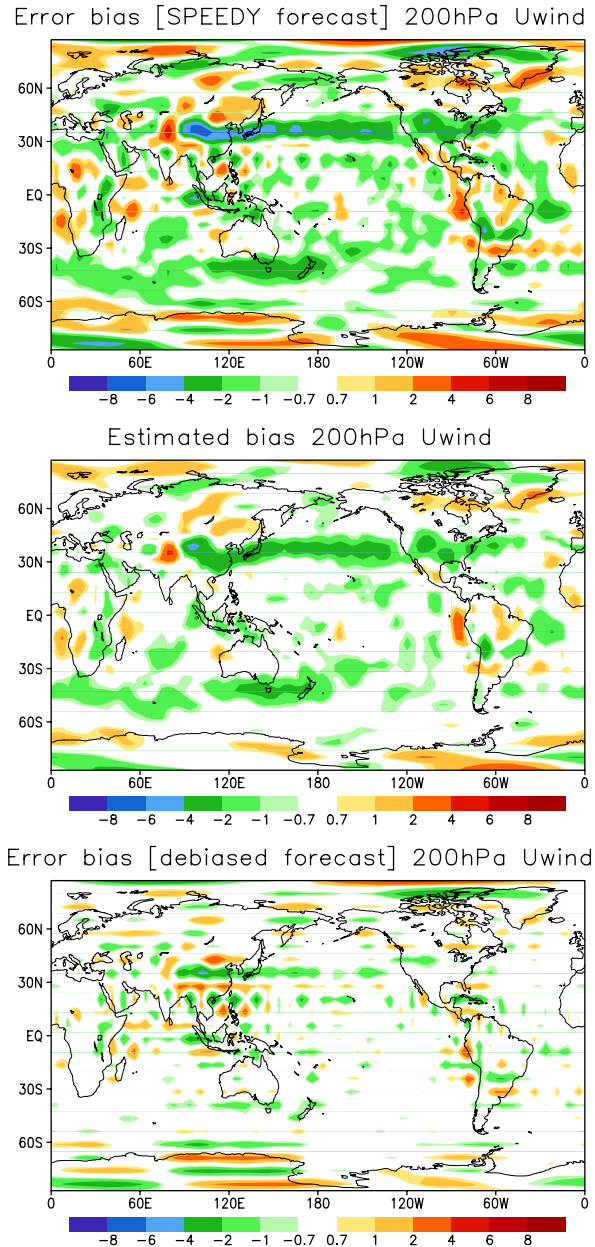 Error bias [SPEEDY forecast] 200hPa Uwind
60N
30N
EQ
30S
60S
0 60E 120E 180 120W 60W 0
−8 −6 −4 −2 −1 −0.7 0.7 1 2 4 6 8
Estimated bias 200hPa Uwind
60N
30N
EQ
30S
60S
0 60E 120E 180 120W 60W 0
−8 −6 −4 −2 −1 −0.7 0.7 1 2 4 6 8
Error bias [debiased forecast] 200hPa Uwind
60N
30N
EQ
30S
60S
0 60E 120E 180 120W 60W 0
−8 −6 −4 −2 −1 −0.7 0.7 1 2 4 6 8